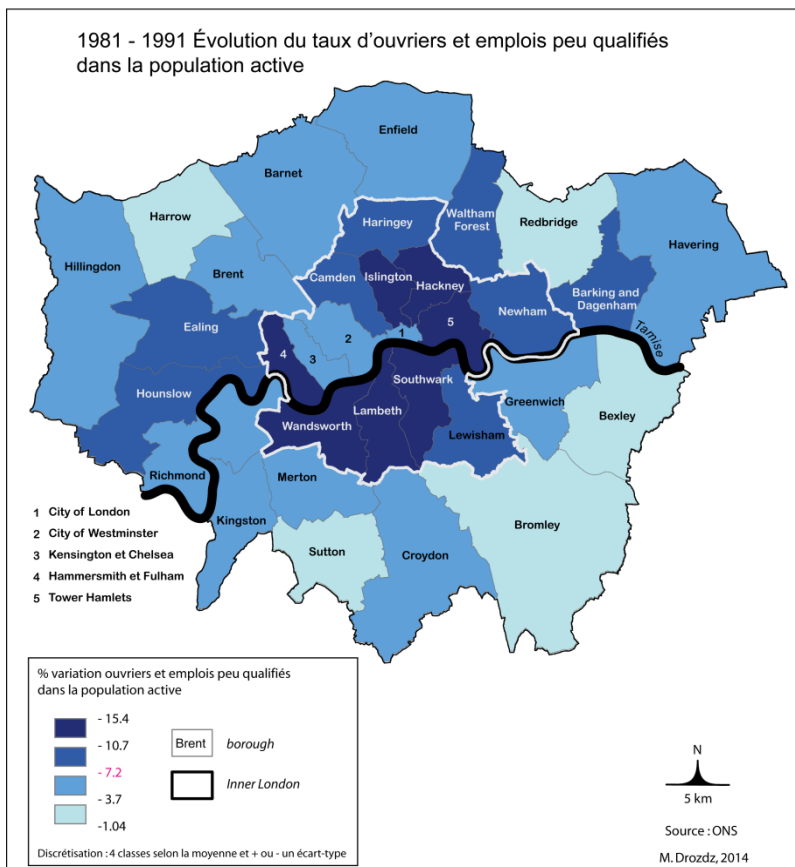 1981 - 1991 Évolution du taux d'ouvriers et emplois peu qualifiés
dans la population active
Enfield
Barnet
Harrow
Haringey
Waltham
Forest
Redbridge
Havering
Hillingdon
Brent
Camden
Islington
Hackney
Newham
Barking and
Dagenham
Ealing
4
3
2
1
5
Tamise
Hounslow
Southwark
Greenwich
Bexley
Wandsworth
Lambeth
Lewisham
Richmond
Merton
Kingston
Bromley
Sutton
Croydon
1 City of London
2 City of Westminster
3 Kensington et Chelsea
4 Hammersmith et Fulham
5 Tower Hamlets
% variation ouvriers et emplois peu qualifiés
dans la population active
- 15.4
- 10.7
- 7.2
- 3.7
-1.04
Brent borough
Inner London
Discrétisation : 4 classes selon la moyenne et + ou - un écart-type
N
5 km
Source : ONS
M. Drozdz, 2014